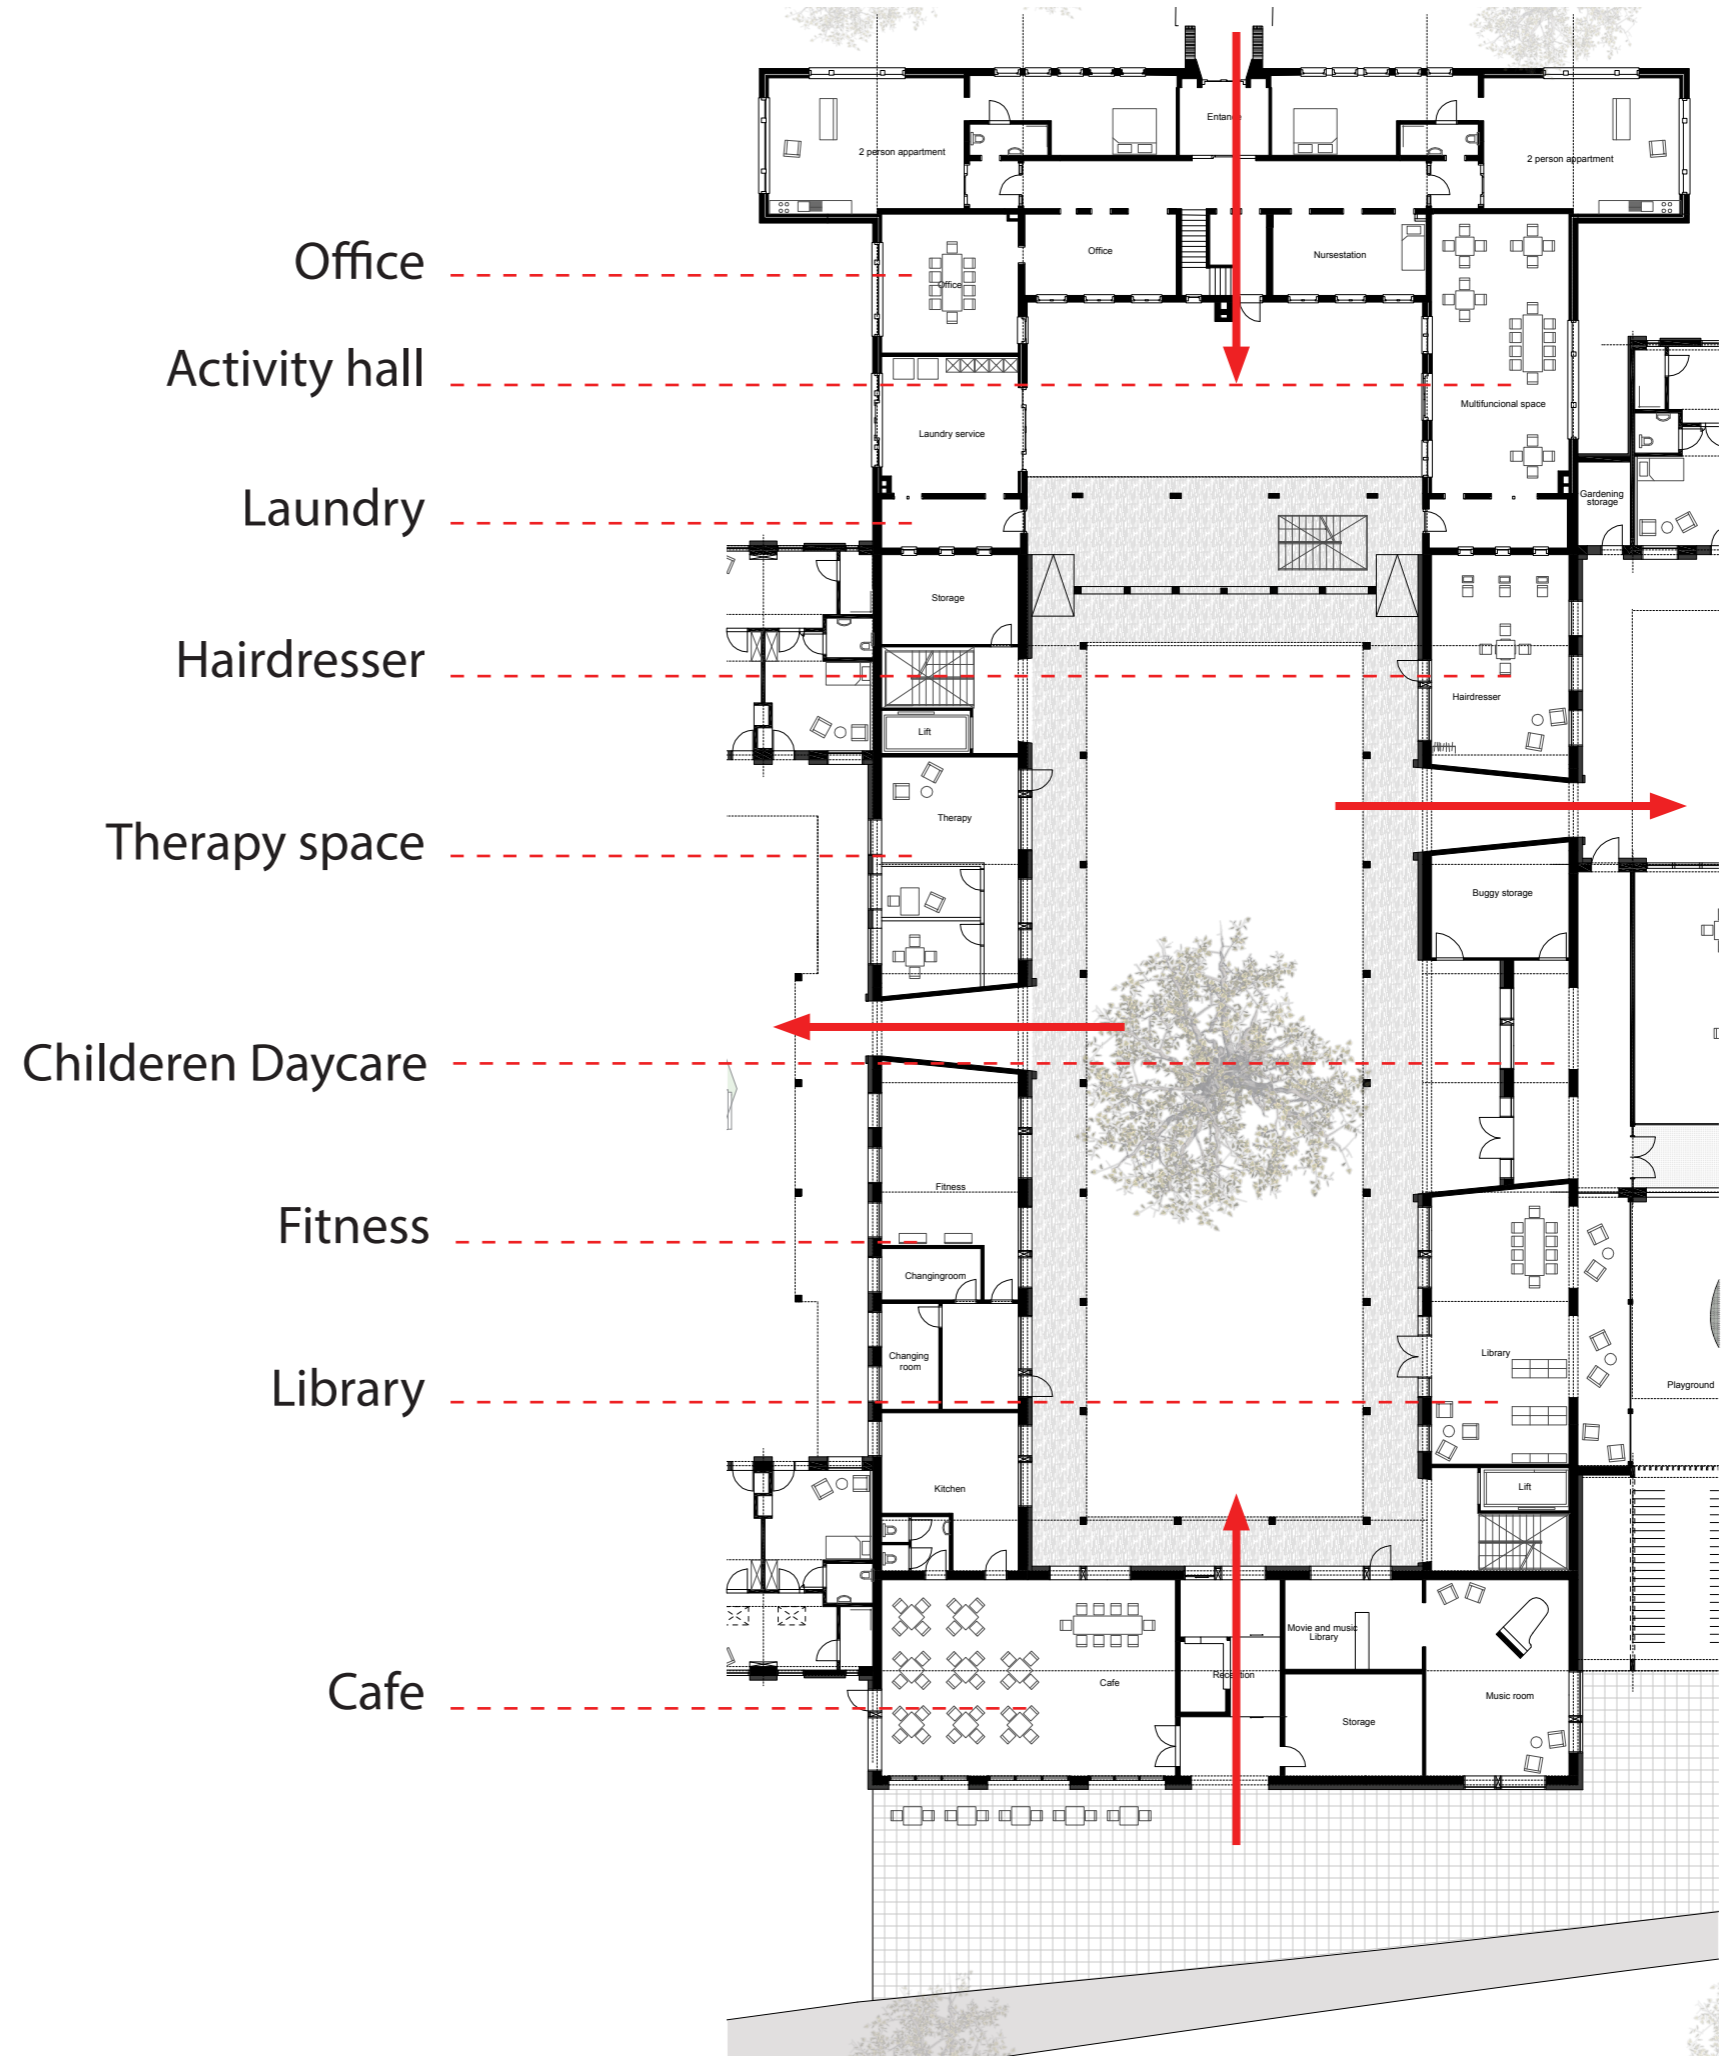 Entance
2 person appartment
2 person appartment
Office
Office
Nursestation
Office
Activity hall
Multifuncional space
Laundry service
Laundry
Gardening
storage
Storage
Hairdresser
Hairdresser
Lift
Therapy
Therapy space
Buggy storage
Childeren Daycare
Fitness
Fitness
Changingroom
Changing
room
Library
Library
Playground
Kitchen
Lift
Movie and music
Library
Cafe
Cafe
Reception
Music room
Storage